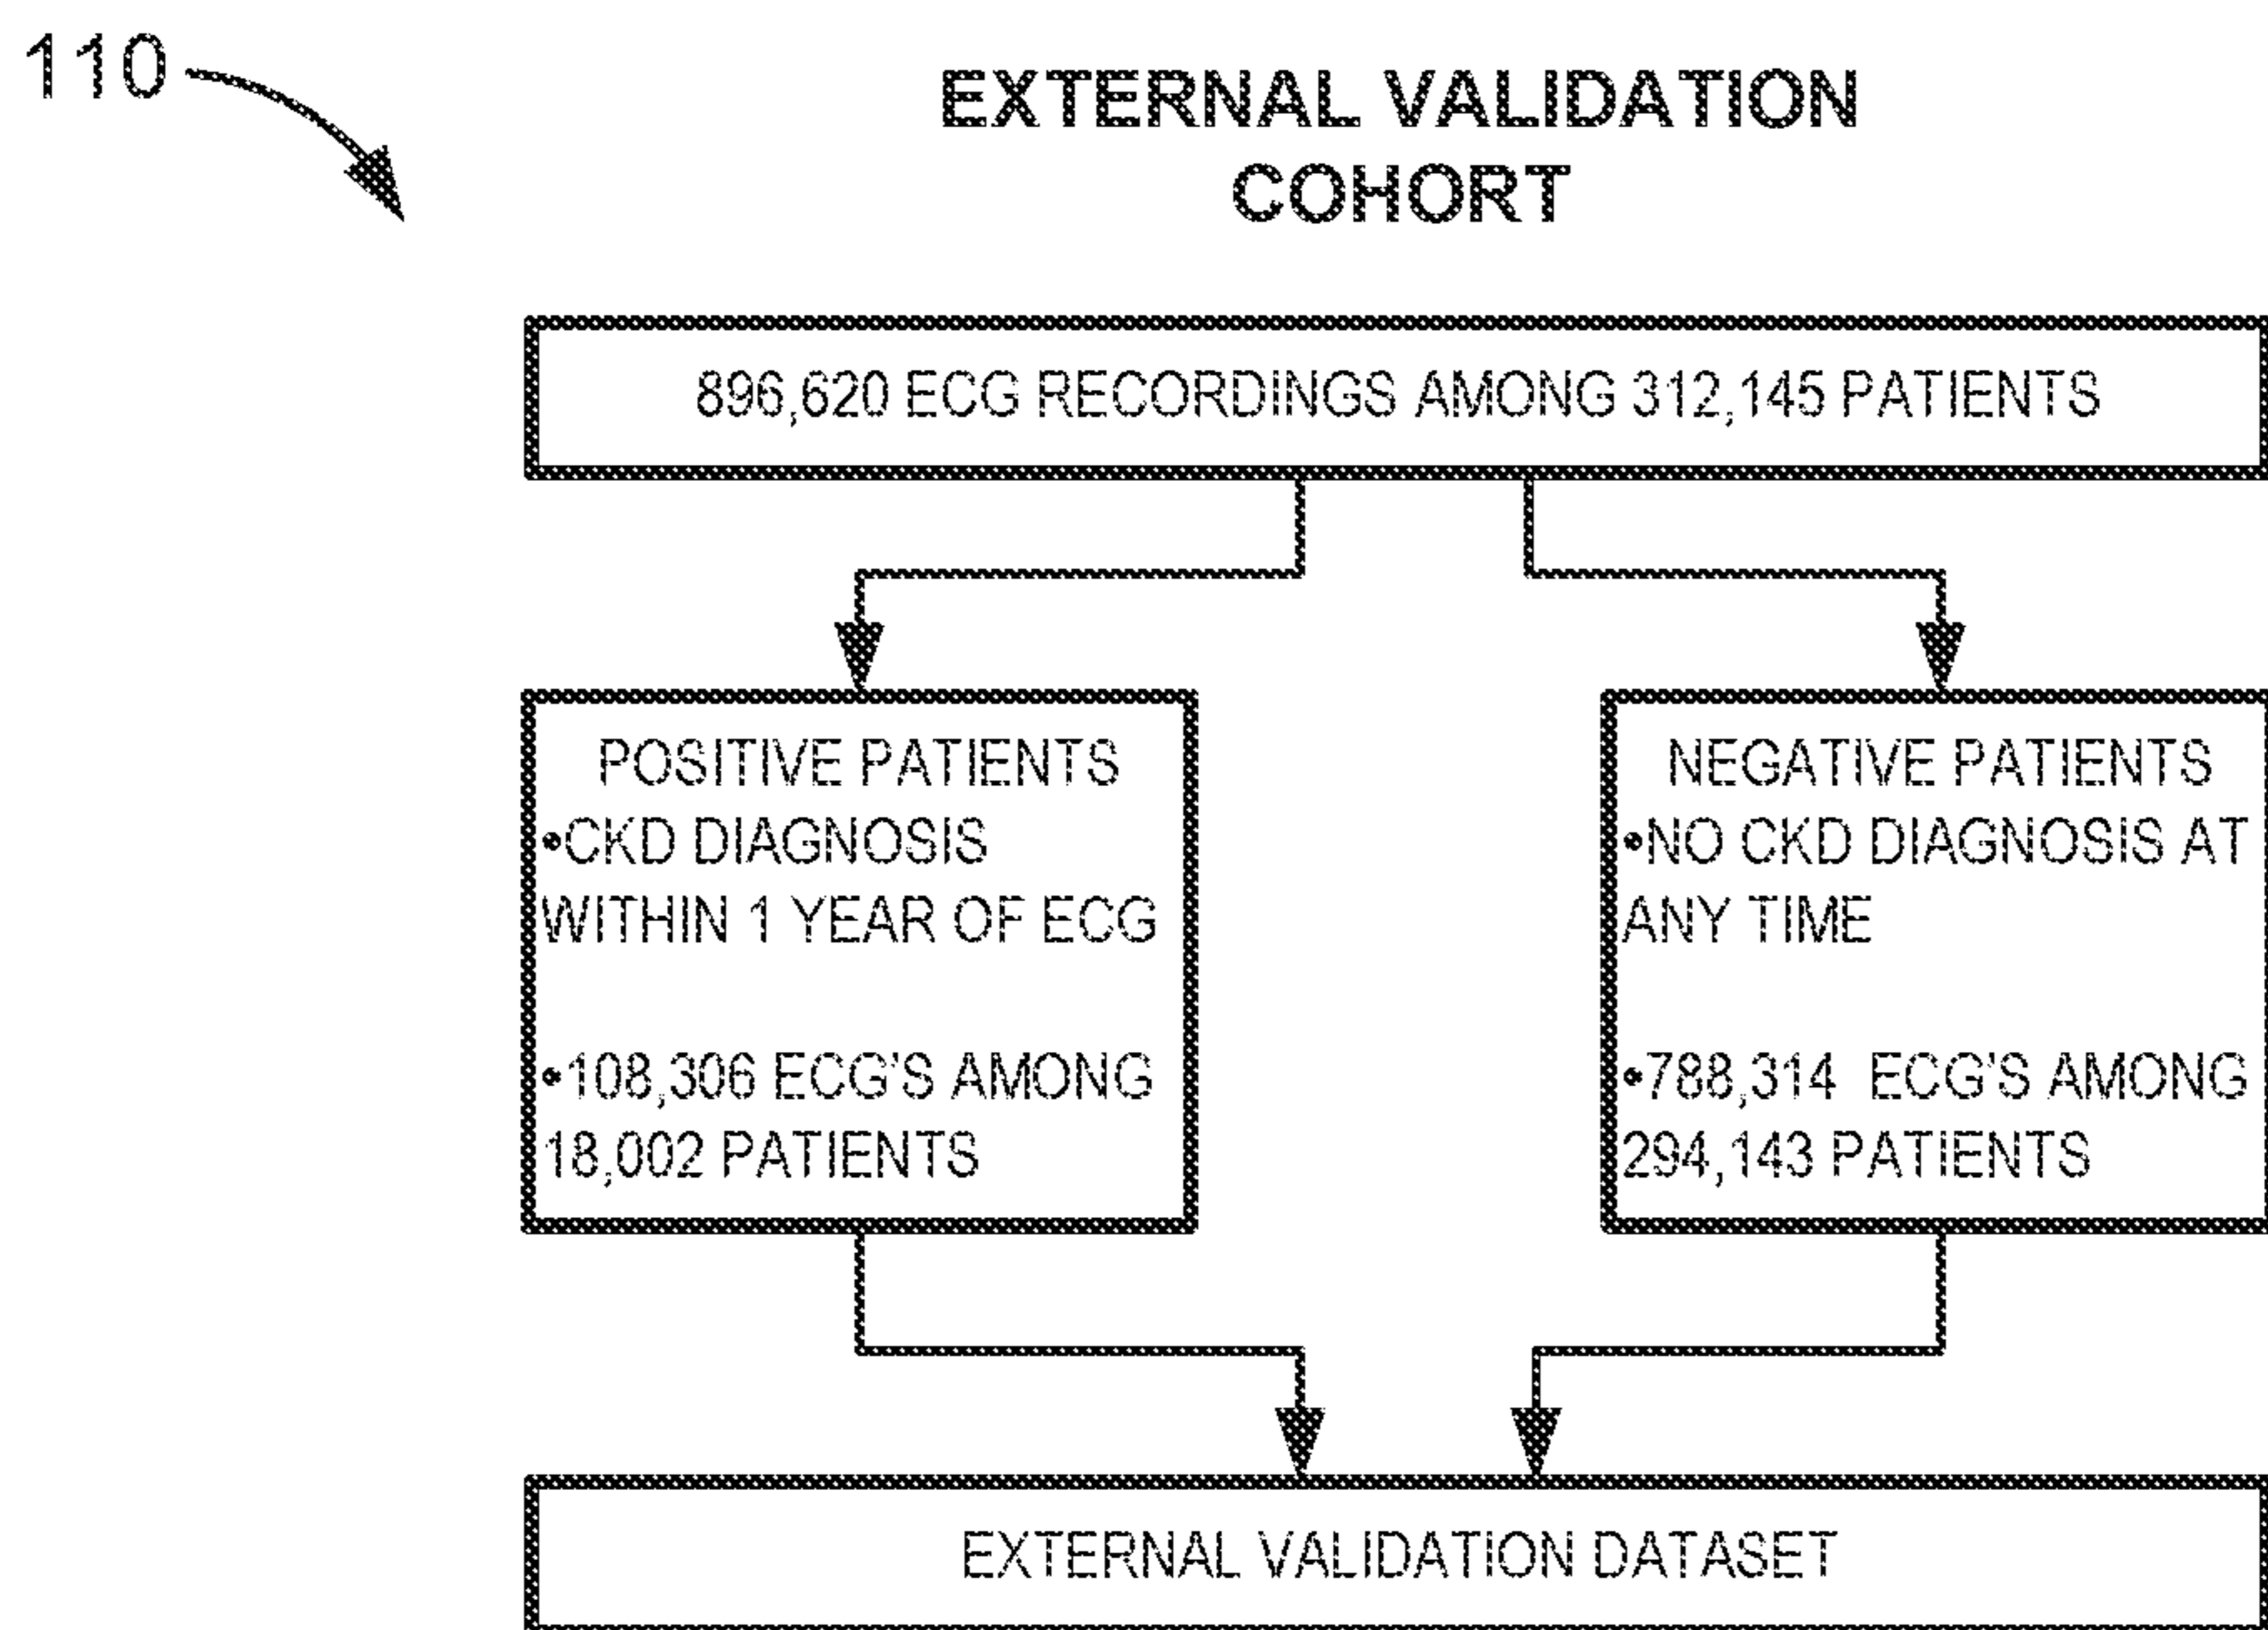 110
EXTERNAL VALIDATION
COHORT
896,620 ECG RECORDINGS AMONG 312,145 PATIENTS
POSITIVE PATIENTS
•CKD DIAGNOSIS
WITHIN 1 YEAR OF ECG
•108,306 ECG'S AMONG
18,002 PATIENTS
NEGATIVE PATIENTS
•NO CKD DIAGNOSIS AT
ANY TIME
•788,314 ECG'S AMONG
294,143 PATIENTS
EXTERNAL VALIDATION DATASET